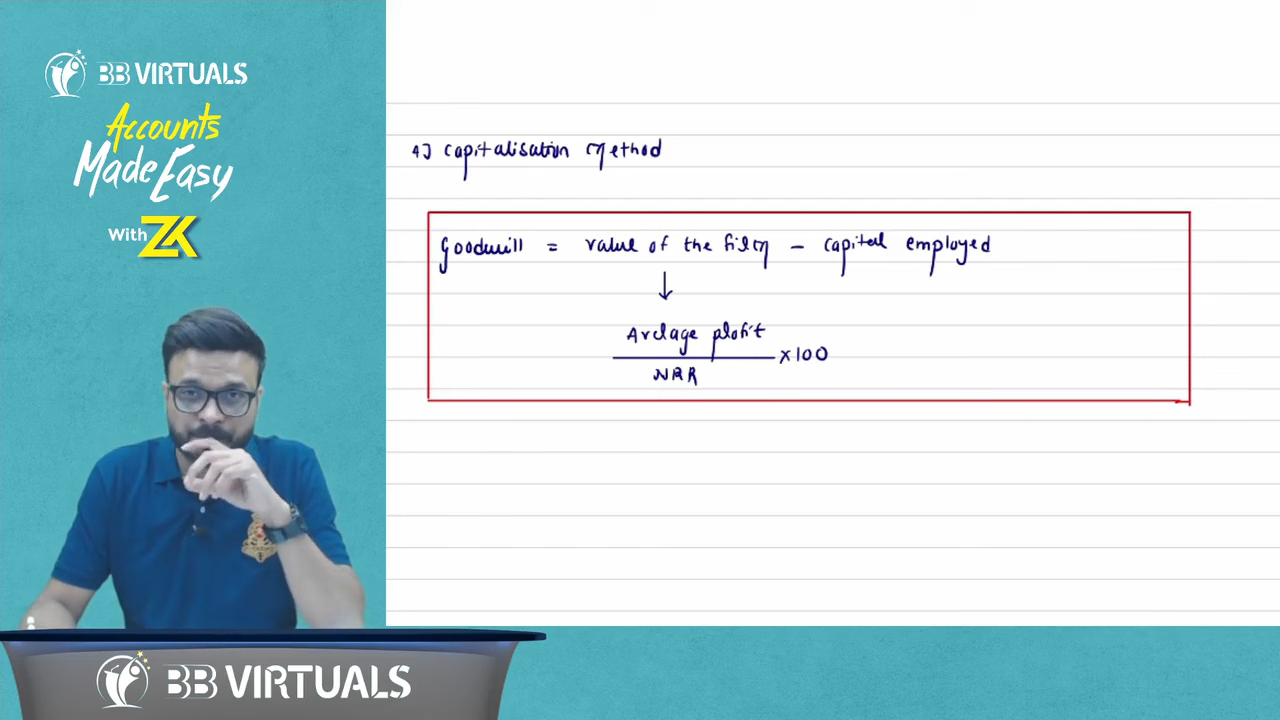 BB VIRTUALS
Accounts
Made Easy
With ZK
4) Capitalisation Method
Goodwill = value of the firm - capital employed
↓
Average profit
NRR
×100
BB VIRTUALS